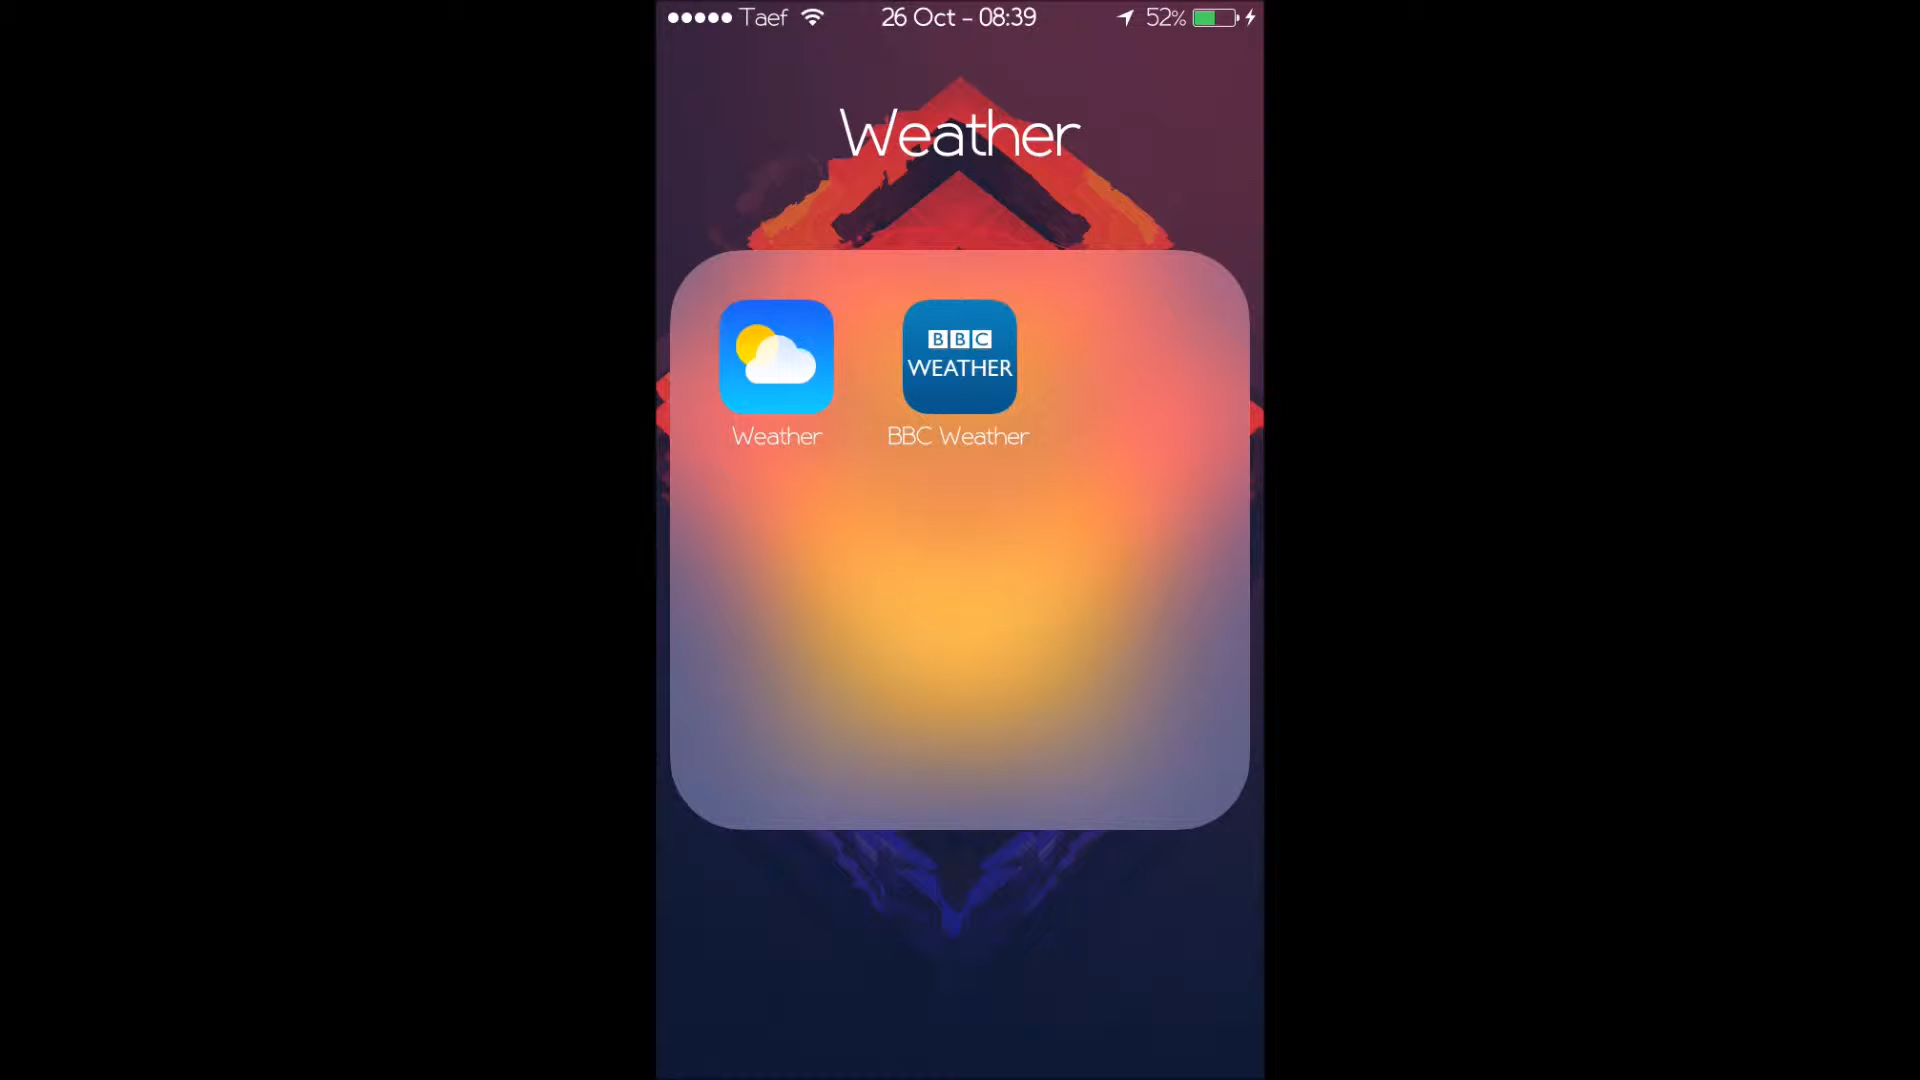 Taef 26 Oct - 08:39 52%
Weather
BBC
WEATHER
Weather BBC Weather